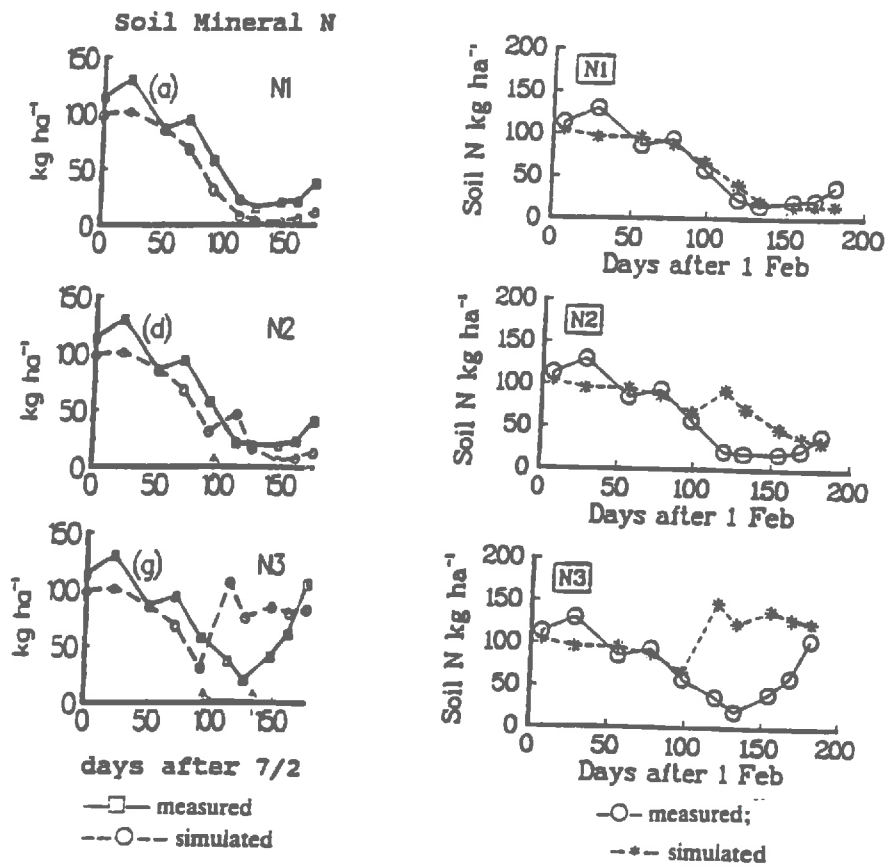 Soil Mineral N
150
100
50
0
kg ha⁻¹
(a)
N1
0 50 100 150
150
100
50
0
kg ha⁻¹
(d)
N2
0 50 100 150
150
100
50
0
kg ha⁻¹
(g)
N3
0 50 100 150
days after 7/2
measured
simulated
200
150
100
50
0
Soil N kg ha⁻¹
N1
0 50 100 150 200
Days after 1 Feb
200
150
100
50
0
Soil N kg ha⁻¹
N2
0 50 100 150 200
Days after 1 Feb
200
150
100
50
0
Soil N kg ha⁻¹
N3
0 50 100 150 200
Days after 1 Feb
measured;
simulated